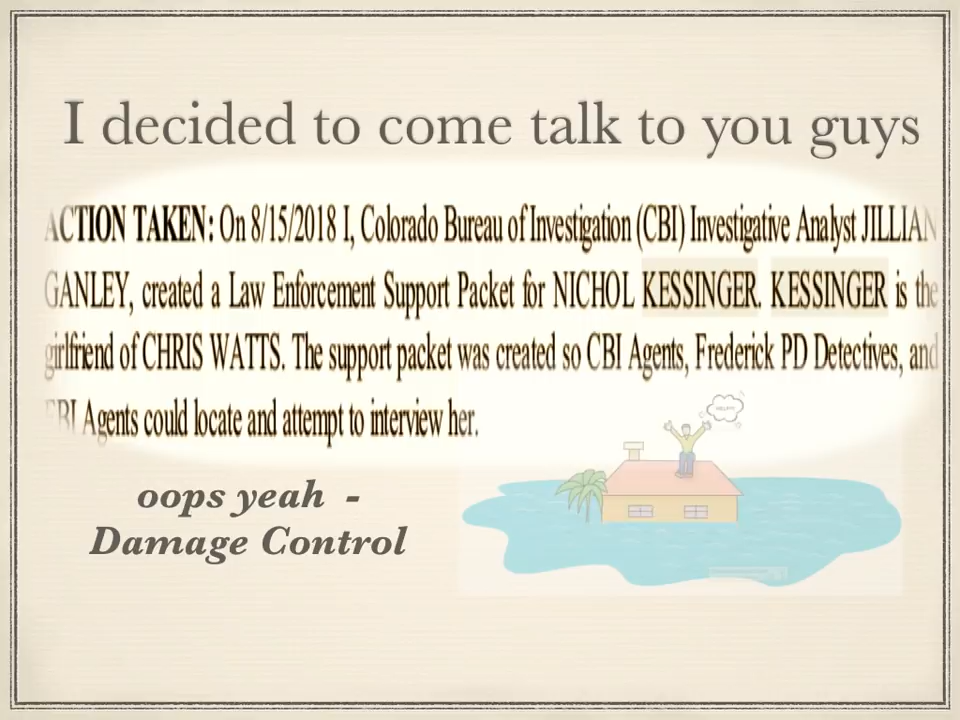 I decided to come talk to you guys
ACTION TAKEN: On 8/15/2018 I, Colorado Bureau of Investigation (CBI) Investigative Analyst JILLIAN
GANLEY, created a Law Enforcement Support Packet for NICHOL KESSINGER. KESSINGER is the
girlfriend of CHRIS WATTS. The support packet was created so CBI Agents, Frederick PD Detectives, and
FBI Agents could locate and attempt to interview her.
HELP!!!
oops yeah -
Damage Control